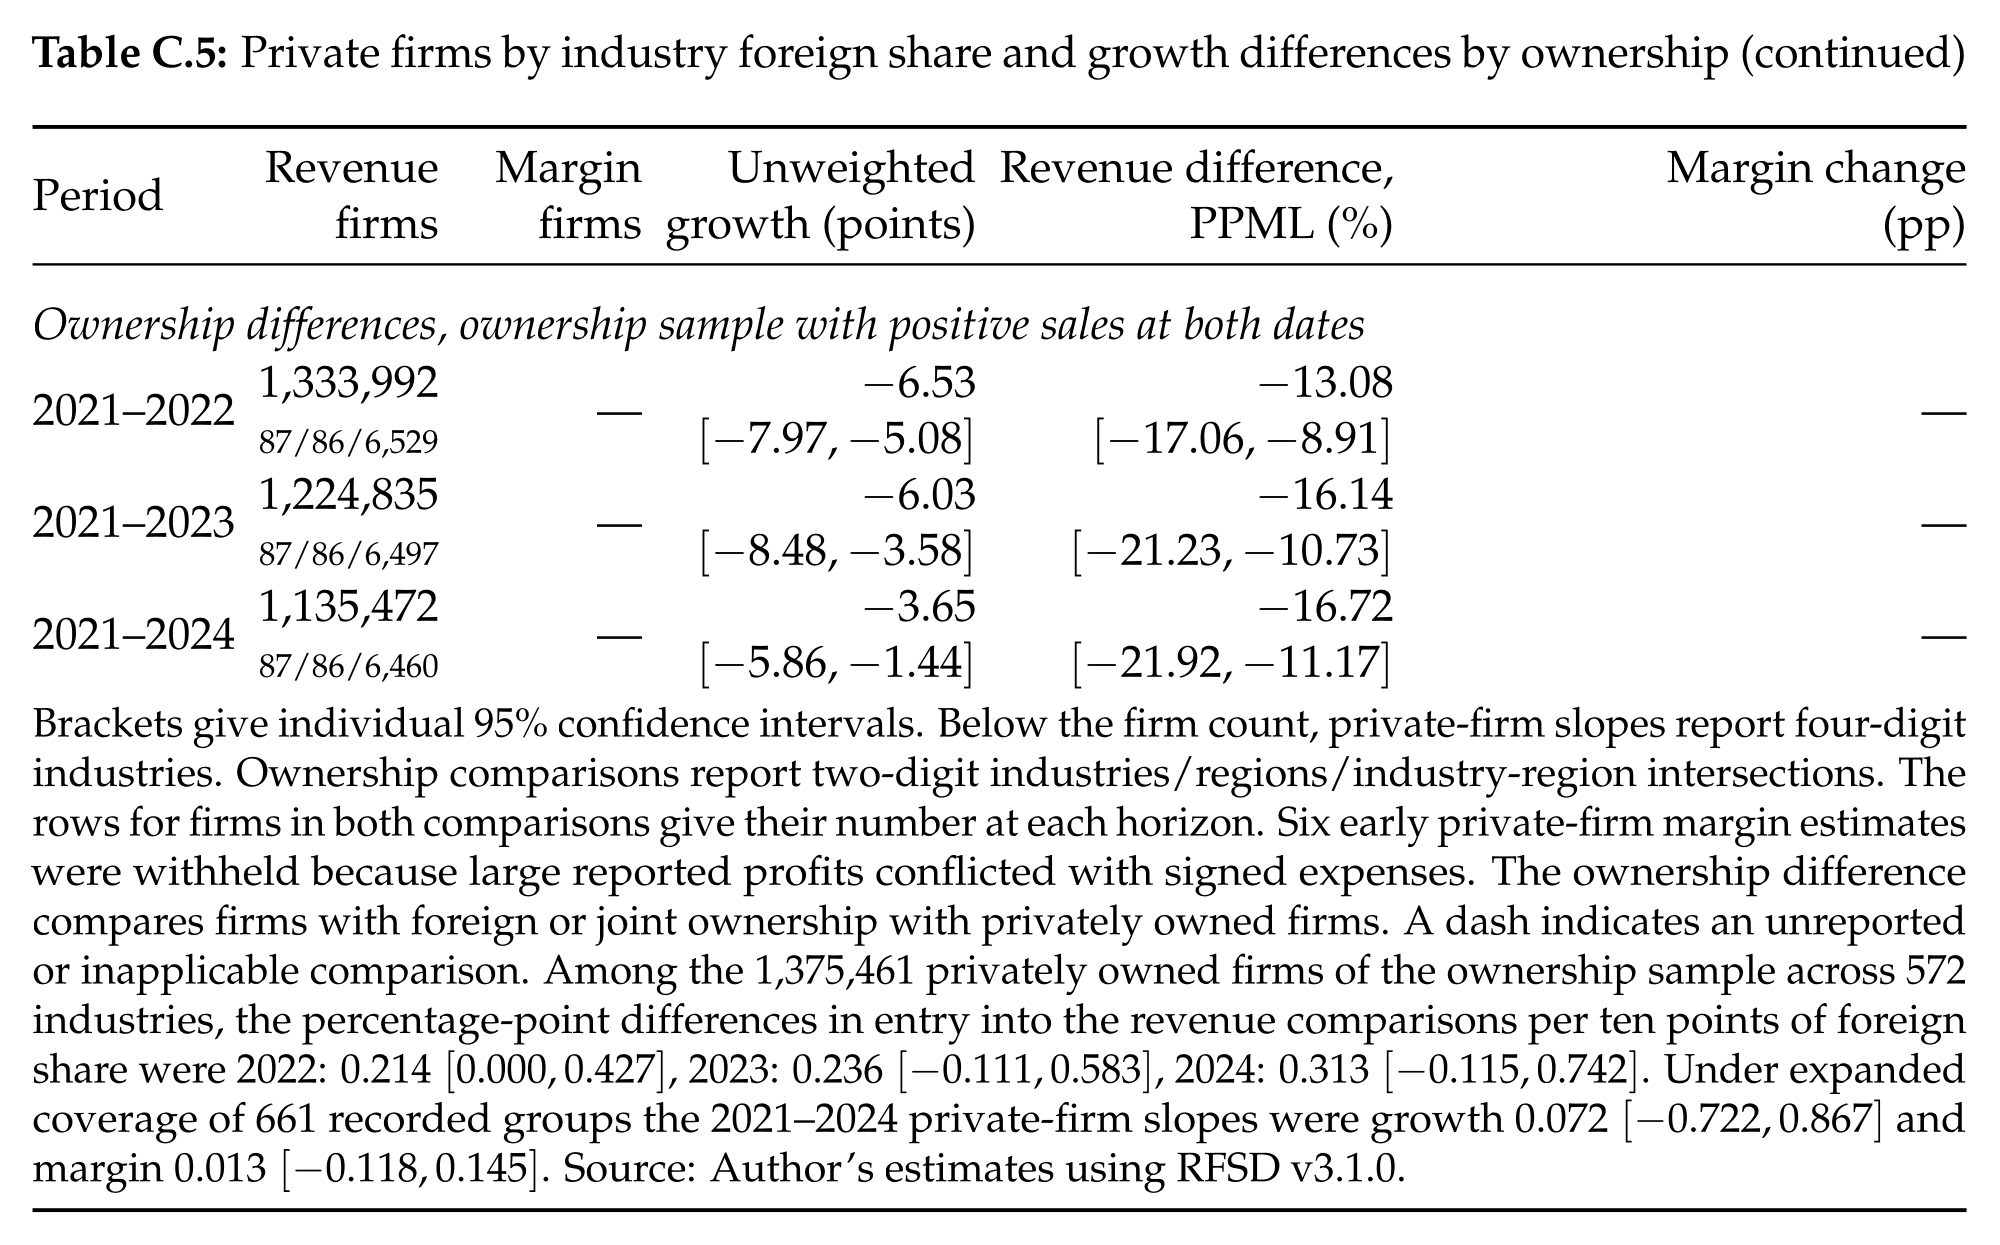 Table C.5: Private firms by industry foreign share and growth differences by ownership (continued)
Period Revenue firms Margin firms Unweighted growth (points) Revenue difference, PPML (%) Margin change (pp)
Ownership differences, ownership sample with positive sales at both dates
2021–2022 1,333,992 — −6.53 −13.08 —
87/86/6,529 [−7.97, −5.08] [−17.06, −8.91]
2021–2023 1,224,835 — −6.03 −16.14 —
87/86/6,497 [−8.48, −3.58] [−21.23, −10.73]
2021–2024 1,135,472 — −3.65 −16.72 —
87/86/6,460 [−5.86, −1.44] [−21.92, −11.17]
Brackets give individual 95% confidence intervals. Below the firm count, private-firm slopes report four-digit
industries. Ownership comparisons report two-digit industries/regions/industry-region intersections. The
rows for firms in both comparisons give their number at each horizon. Six early private-firm margin estimates
were withheld because large reported profits conflicted with signed expenses. The ownership difference
compares firms with foreign or joint ownership with privately owned firms. A dash indicates an unreported
or inapplicable comparison. Among the 1,375,461 privately owned firms of the ownership sample across 572
industries, the percentage-point differences in entry into the revenue comparisons per ten points of foreign
share were 2022: 0.214 [0.000, 0.427], 2023: 0.236 [−0.111, 0.583], 2024: 0.313 [−0.115, 0.742]. Under expanded
coverage of 661 recorded groups the 2021–2024 private-firm slopes were growth 0.072 [−0.722, 0.867] and
margin 0.013 [−0.118, 0.145]. Source: Author's estimates using RFSD v3.1.0.